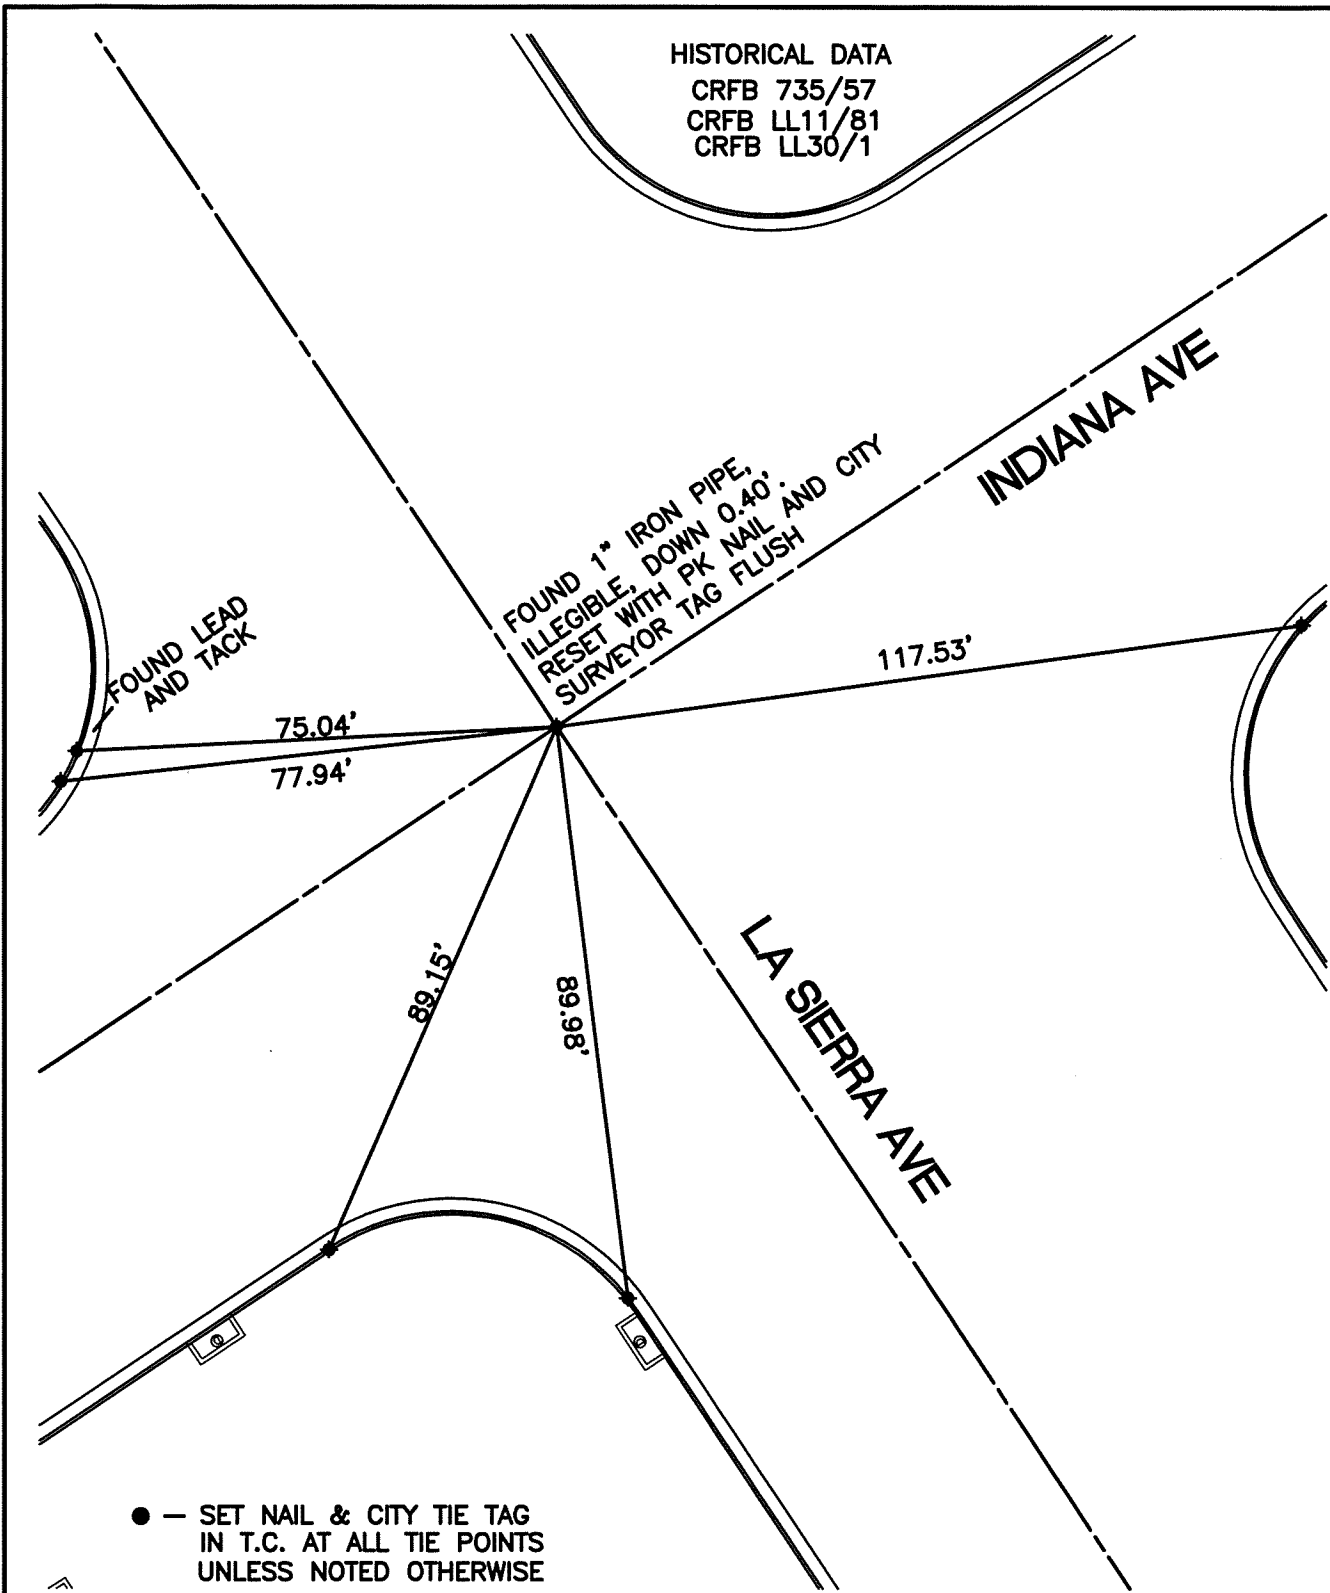 HISTORICAL DATA
CRFB 735/57
CRFB LL11/81
CRFB LL30/1
INDIANA AVE
FOUND 1" IRON PIPE,
ILLEGIBLE, DOWN 0.40'.
RESET WITH PK NAIL AND CITY
SURVEYOR TAG FLUSH
FOUND LEAD
AND TACK
117.53'
75.04'
77.94'
89.15'
89.98'
LA SIERRA AVE
● — SET NAIL & CITY TIE TAG
IN T.C. AT ALL TIE POINTS
UNLESS NOTED OTHERWISE